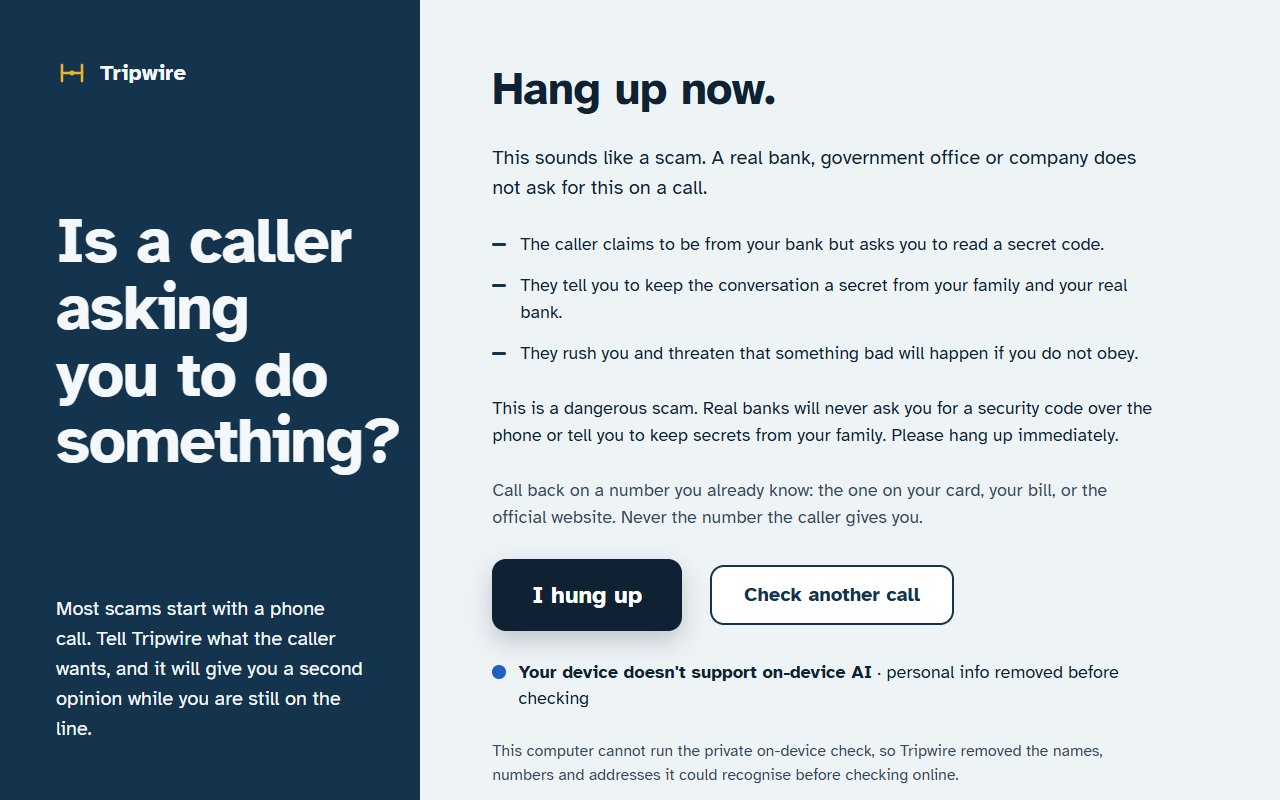 Tripwire
Is a caller
asking
you to do
something?
Most scams start with a phone
call. Tell Tripwire what the caller
wants, and it will give you a second
opinion while you are still on the
line.
Hang up now.
This sounds like a scam. A real bank, government office or company does
not ask for this on a call.
The caller claims to be from your bank but asks you to read a secret code.
They tell you to keep the conversation a secret from your family and your real
bank.
They rush you and threaten that something bad will happen if you do not obey.
This is a dangerous scam. Real banks will never ask you for a security code over the
phone or tell you to keep secrets from your family. Please hang up immediately.
Call back on a number you already know: the one on your card, your bill, or the
official website. Never the number the caller gives you.
I hung up
Check another call
Your device doesn't support on-device AI · personal info removed before
checking
This computer cannot run the private on-device check, so Tripwire removed the names,
numbers and addresses it could recognise before checking online.